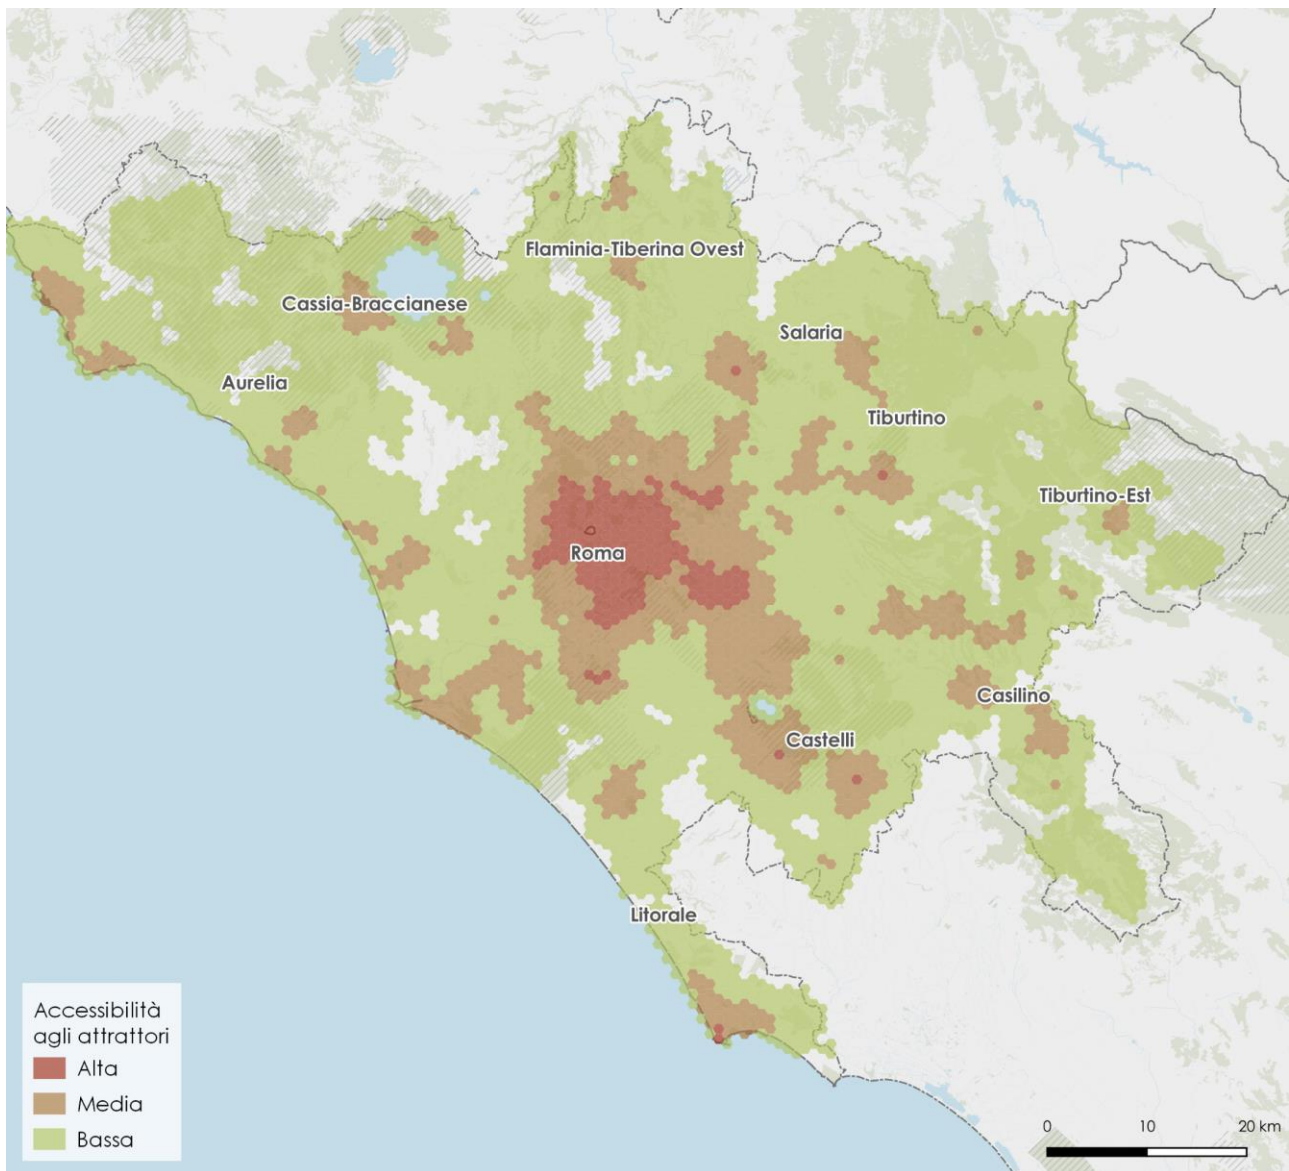 Flaminia-Tiberina Ovest
Cassia-Braccianese
Salaria
Aurelia
Tiburtino
Tiburtino-Est
Roma
Casilino
Castelli
Litorale
Accessibilità
agli attrattori
Alta
Media
Bassa
0 10 20 km